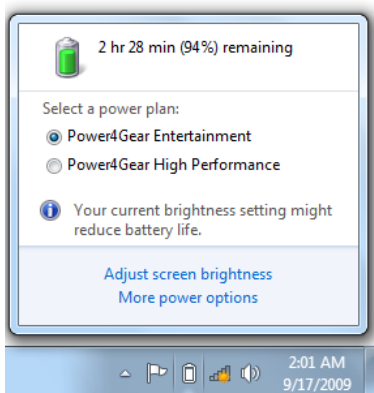 2 hr 28 min (94%) remaining
Select a power plan:
Power4Gear Entertainment
Power4Gear High Performance
Your current brightness setting might
reduce battery life.
Adjust screen brightness
More power options
2:01 AM
9/17/2009